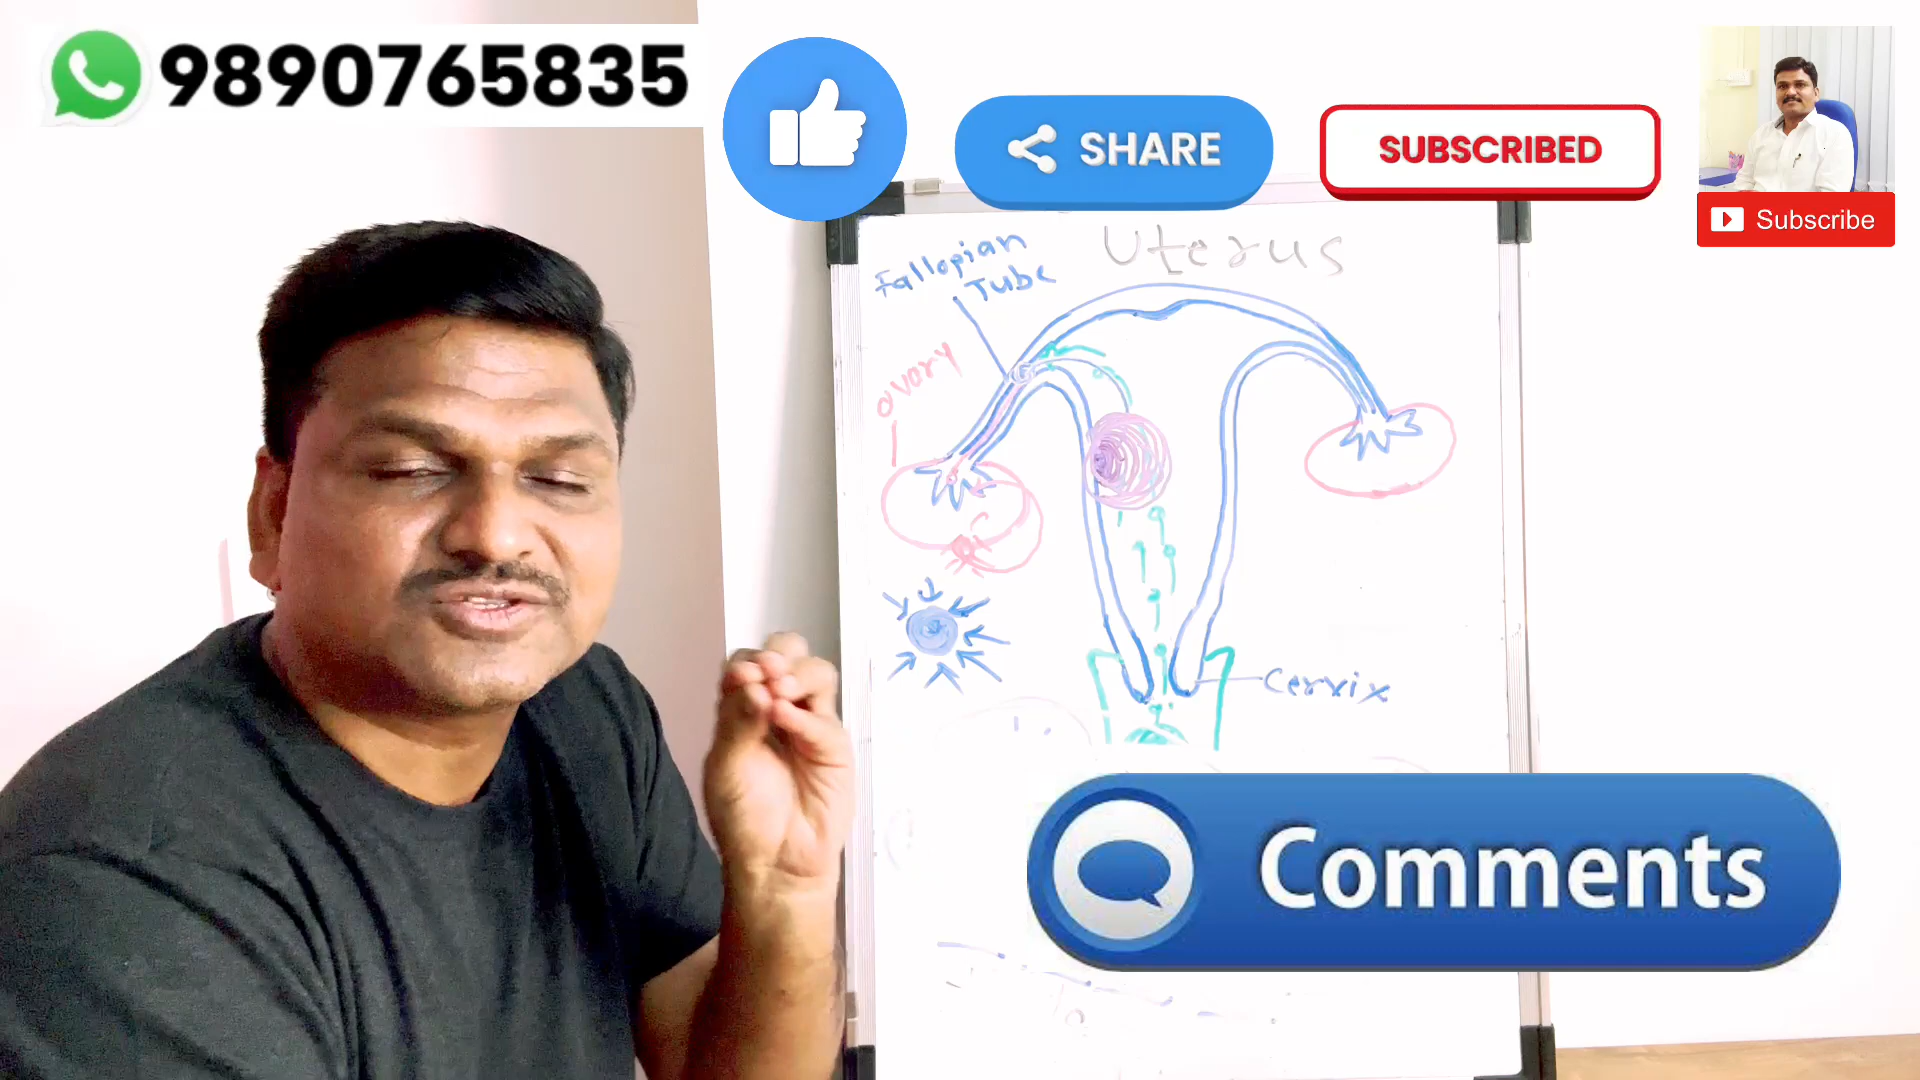 9890765835
SHARE
SUBSCRIBED
Subscribe
Uterus
Fallopian
Tube
ovary
Cervix
Comments